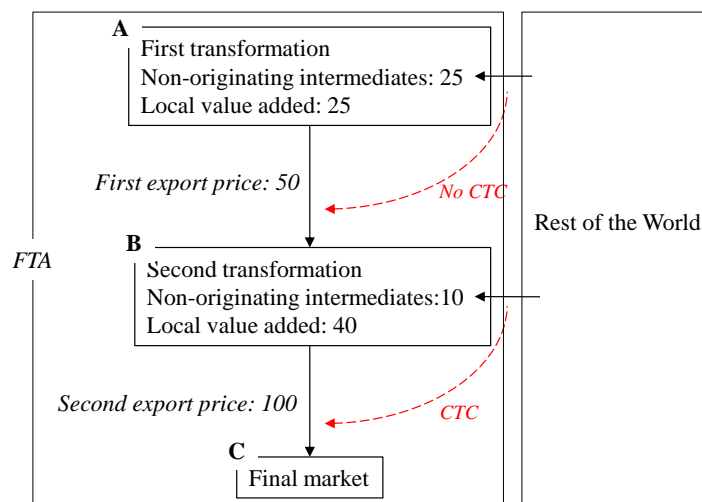 A
First transformation
Non-originating intermediates: 25
Local value added: 25
First export price: 50
No CTC
Rest of the World
FTA
B
Second transformation
Non-originating intermediates:10
Local value added: 40
Second export price: 100
CTC
C
Final market